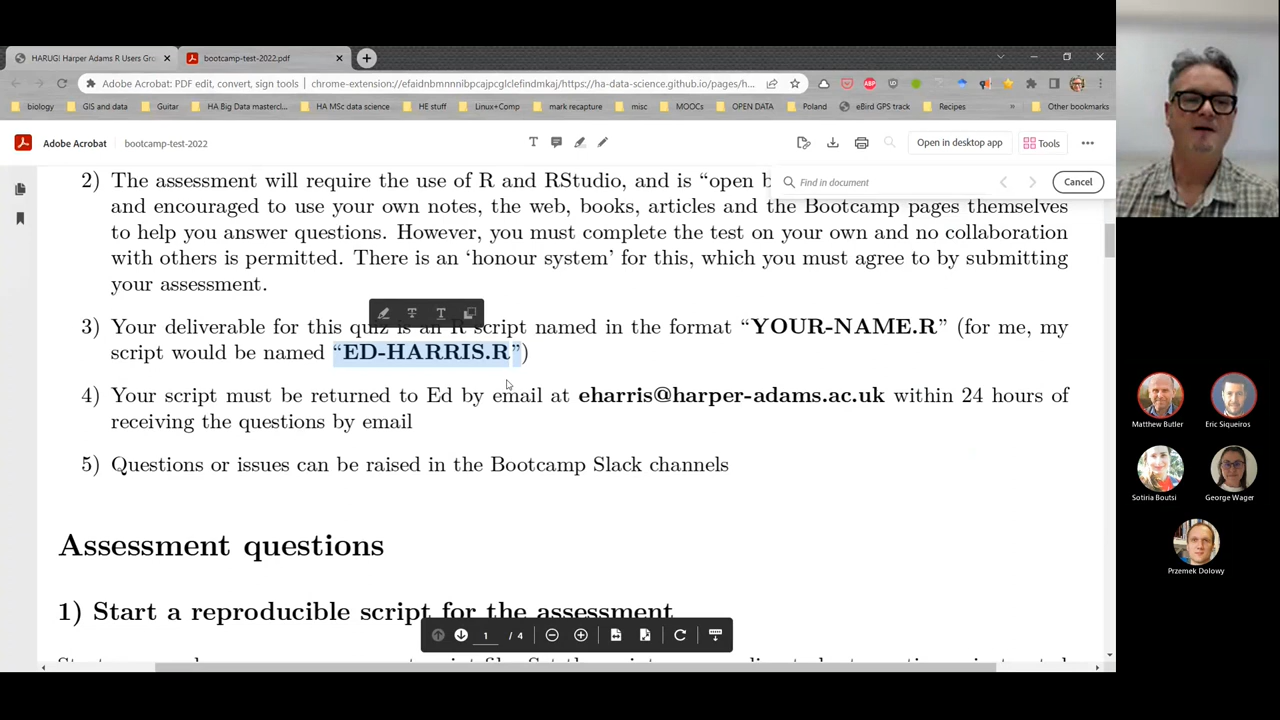 HARUG! Harper Adams R Users Gro
bootcamp-test-2022.pdf
Adobe Acrobat: PDF edit, convert, sign tools | chrome-extension://efaidnbmnnnibpcajpcglclefindmkaj/https://ha-data-science.github.io/pages/h...
biology GIS and data Guitar HA Big Data mastercl... HA MSc data science HE stuff Linux+Comp mark recapture misc MOOCs OPEN DATA Poland eBird GPS track Recipes » Other bookmarks
Adobe Acrobat bootcamp-test-2022 Open in desktop app Tools
Find in document Cancel
2) The assessment will require the use of R and RStudio, and is “open b
and encouraged to use your own notes, the web, books, articles and the Bootcamp pages themselves
to help you answer questions. However, you must complete the test on your own and no collaboration
with others is permitted. There is an ‘honour system’ for this, which you must agree to by submitting
your assessment.
3) Your deliverable for this quiz is an R script named in the format “YOUR-NAME.R” (for me, my
script would be named “ED-HARRIS.R”)
4) Your script must be returned to Ed by email at eharris@harper-adams.ac.uk within 24 hours of
receiving the questions by email
5) Questions or issues can be raised in the Bootcamp Slack channels
Assessment questions
1) Start a reproducible script for the assessment
1 / 4
Matthew Butler
Eric Siqueiros
Sotiria Boutsi
George Wager
Przemek Dolowy